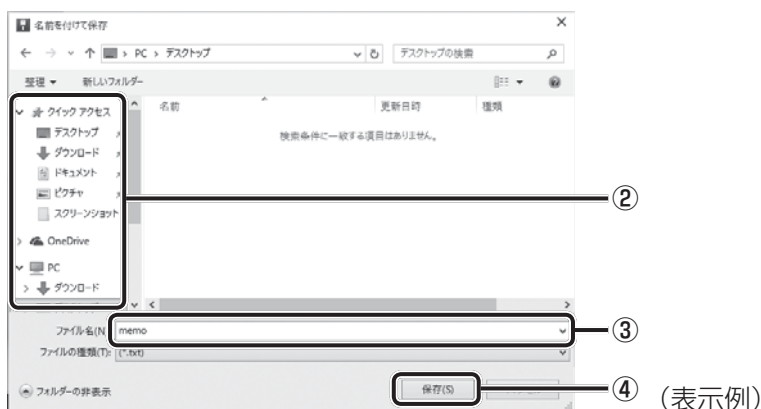 名前を付けて保存
PC > デスクトップ
デスクトップの検索
整理 新しいフォルダー
クイック アクセス
名前 更新日時 種類
検索条件に一致する項目はありません。
デスクトップ
ダウンロード
ドキュメント
ピクチャ
スクリーンショット
②
OneDrive
PC
ダウンロード
ファイル名(N memo
③
ファイルの種類(T): (*.txt)
フォルダーの非表示
保存(S)
④
(表示例)